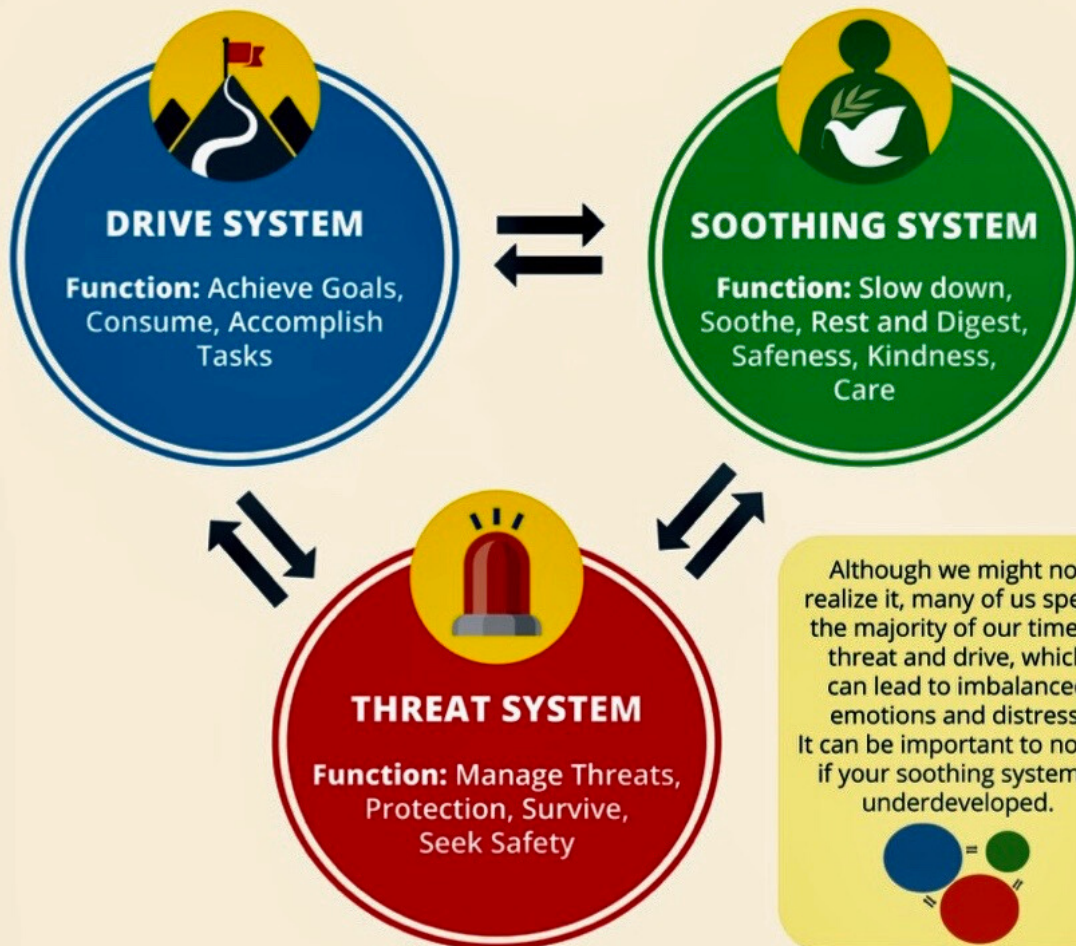 DRIVE SYSTEM
Function: Achieve Goals,
Consume, Accomplish
Tasks
SOOTHING SYSTEM
Function: Slow down,
Soothe, Rest and Digest,
Safeness, Kindness,
Care
THREAT SYSTEM
Function: Manage Threats,
Protection, Survive,
Seek Safety
Although we might
realize it, many of us
the majority of our time
threat and drive,
can lead to
emotions and distress
It can be important to
if your soothing system
underdeveloped.